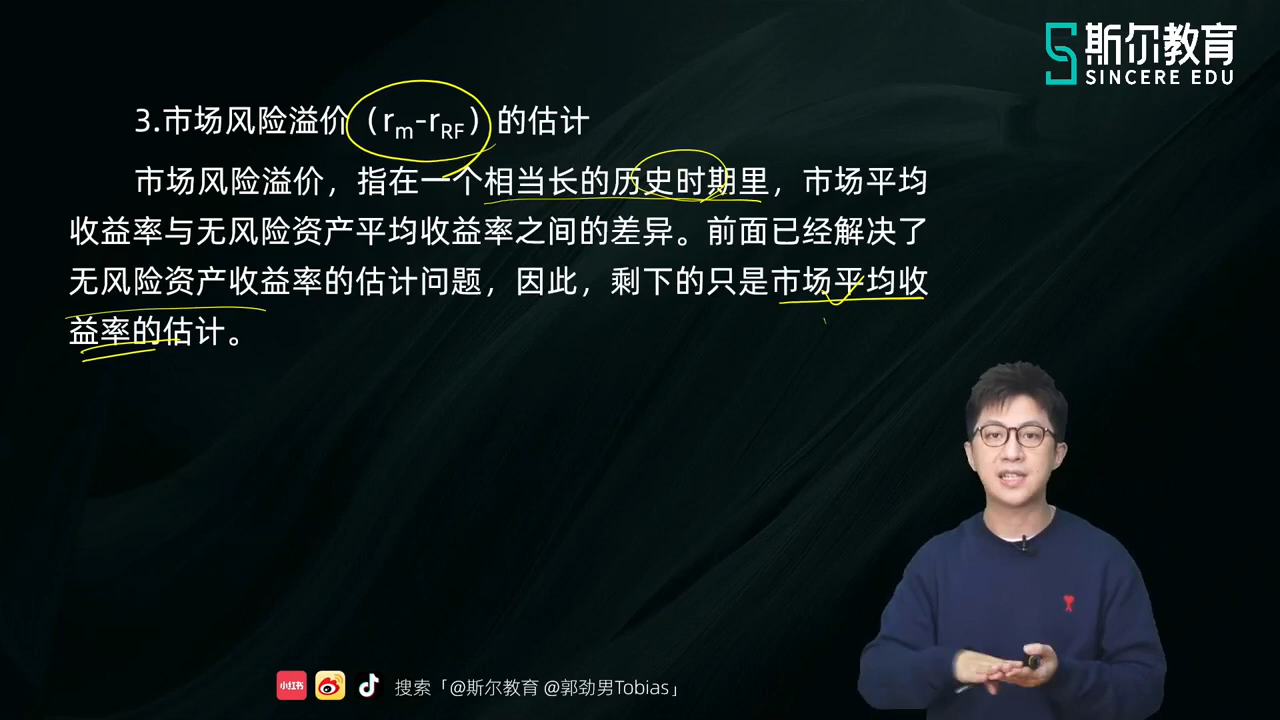 斯尔教育
SINCERE EDU
3.市场风险溢价（rm-rRF）的估计
市场风险溢价，指在一个相当长的历史时期里，市场平均
收益率与无风险资产平均收益率之间的差异。前面已经解决了
无风险资产收益率的估计问题，因此，剩下的只是市场平均收
益率的估计。
小红书
搜索「@斯尔教育 @郭劲男Tobias」